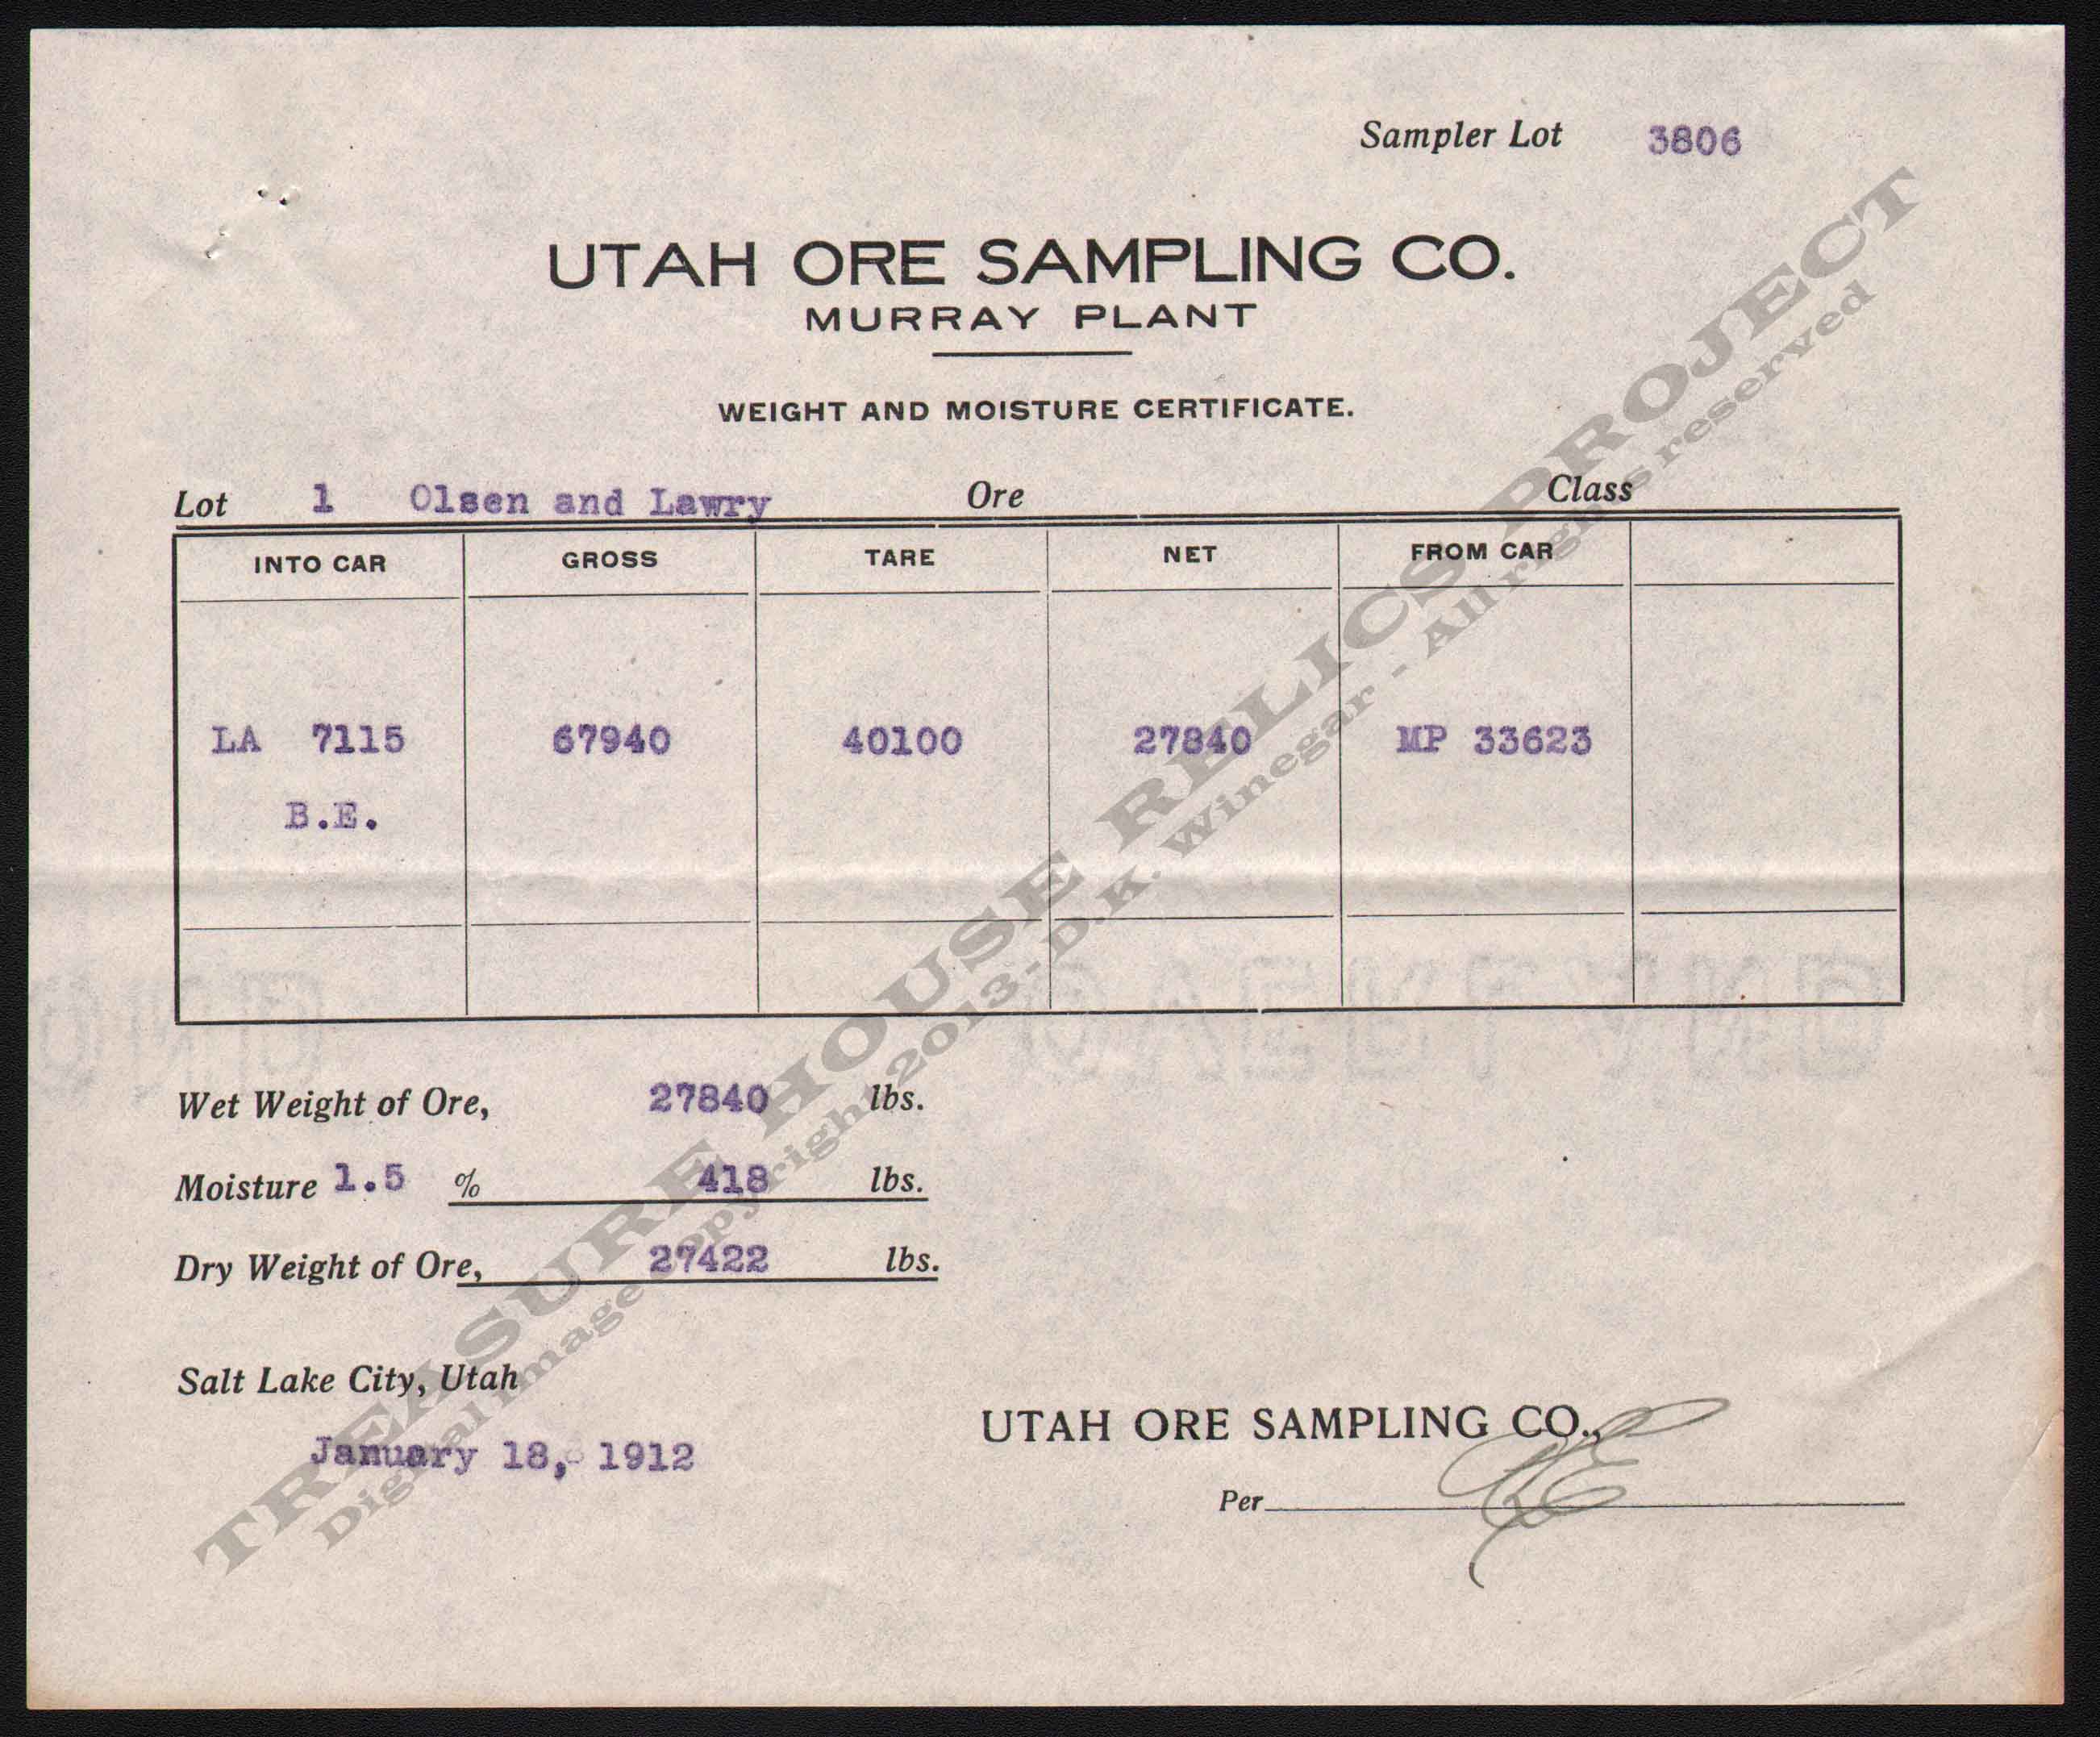 Sampler Lot 3806
UTAH ORE SAMPLING CO.
MURRAY PLANT
WEIGHT AND MOISTURE CERTIFICATE.
Lot 1 Olsen and Lawry Ore Class
INTO CAR GROSS TARE NET FROM CAR
LA 7115 67940 40100 27840 MP 33623
B.E.
Wet Weight of Ore, 27840 lbs.
Moisture 1.5 % 418 lbs.
Dry Weight of Ore, 27422 lbs.
Salt Lake City, Utah
January 18, 1912
UTAH ORE SAMPLING CO.,
Per
TREASURE HOUSE RELICS PROJECT
Digital image copyright 2013- D.K. Winegar - All rights reserved